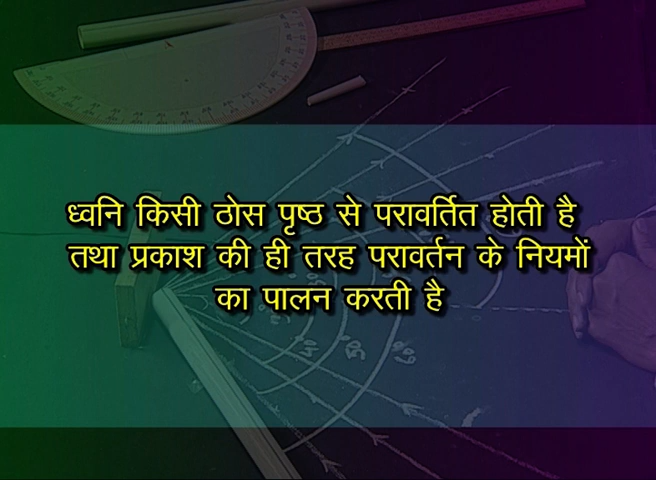 ध्वनि किसी ठोस पृष्ठ से परावर्तित होती है
तथा प्रकाश की ही तरह परावर्तन के नियमों
का पालन करती है